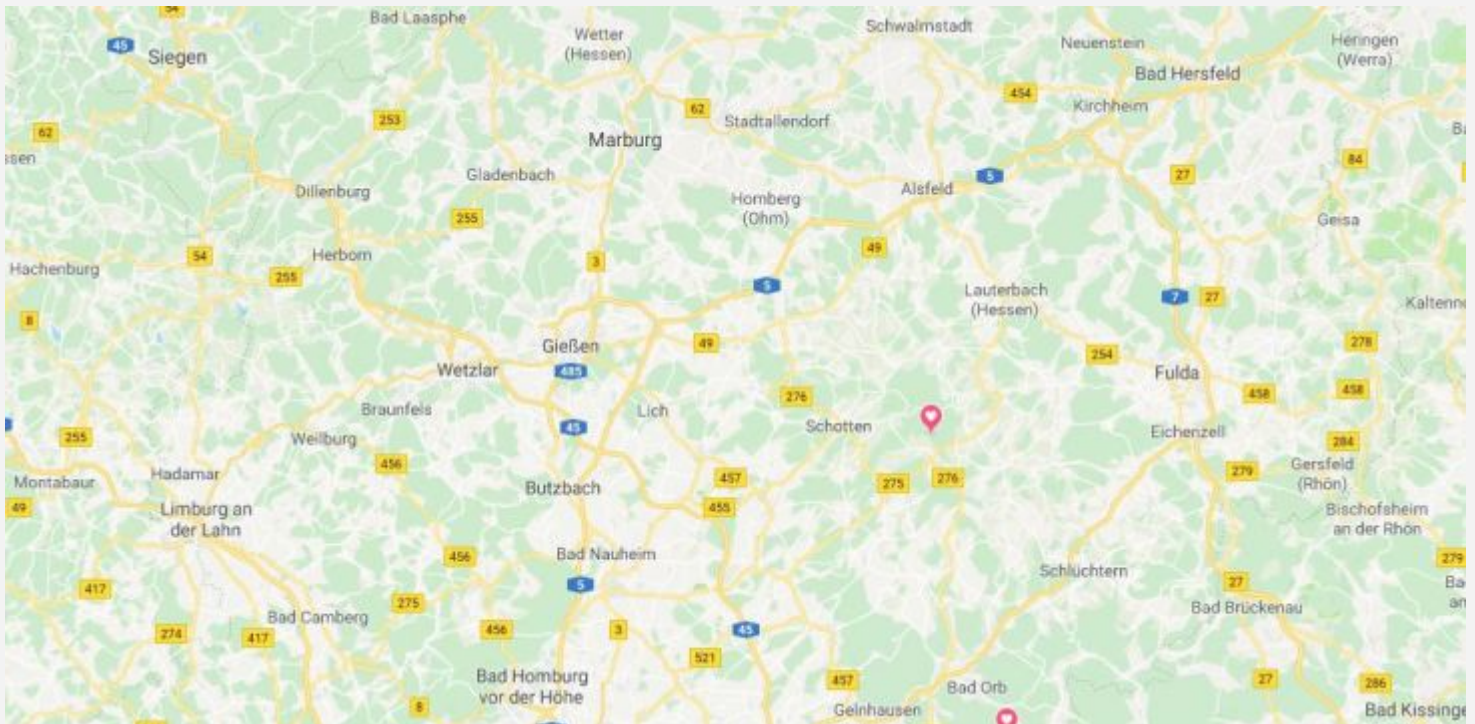 54
Bad Laasphe
Schwalmstadt
Wetter
(Hessen)
Neuenstein
Heringen
(Werra)
45
Siegen
Bad Hersfeld
454
62
Kirchheim
253
Stadtallendorf
62
Marburg
ssen
84
Gladenbach
5
27
Dillenburg
Alsfeld
Homberg
(Ohm)
255
Geisa
49
Herborn
54
3
Hachenburg
255
5
Lauterbach
(Hessen)
7
27
Kaltenno
8
49
278
Gießen
254
485
Wetzlar
Fulda
458
458
276
Braunfels
Lich
Schotten
45
Eichenzell
255
Weilburg
284
456
Gersfeld
(Rhön)
279
Hadamar
457
276
275
Montabaur
Butzbach
49
455
Limburg an
der Lahn
Bischofsheim
an der Rhön
456
Bad Nauheim
279
Schlüchtern
5
27
Ba
an
417
275
Bad Brückenau
Bad Camberg
456
3
45
274
417
521
Bad Homburg
vor der Höhe
457
27
286
Bad Orb
8
Gelnhausen
Bad Kissinge